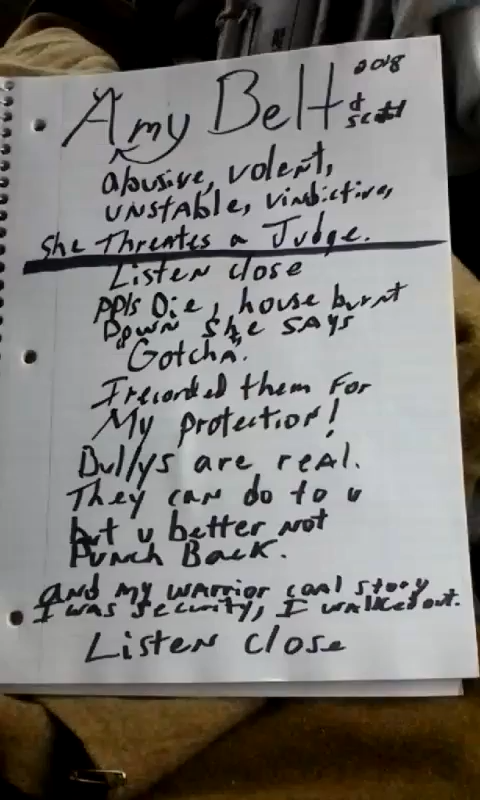 2018
Amy Belt &
Scott
abusive, volent,
UNSTABLE, vindictive,
She Threates a Judge.
Listen close
ppls Die, house burnt
Down She SAYS
"Gotcha".
I recorded them For
My protection!
Bullys are real.
They can do to u
but u better not
Punch Back.
and my warrior coal story
I was security, I walked out.
Listen Close